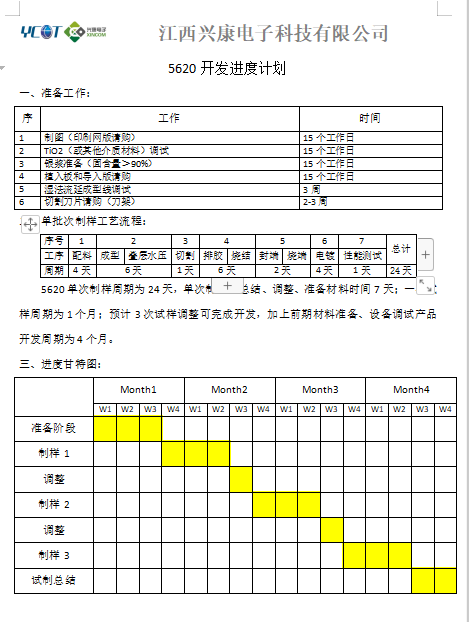 YCOT 兴康电子 XINCOM 江西兴康电子科技有限公司
5620 开发进度计划
一、准备工作：
序 工作 时间
1 制图（印刷网版请购） 15 个工作日
2 TiO2（或其他介质材料）调试 15 个工作日
3 银浆准备（固含量＞90%） 15 个工作日
4 植入板和导入版请购 15 个工作日
5 湿法流延成型线调试 3 周
6 切割刀片请购（刀架） 2-3 周
单批次制样工艺流程：
序号 1 2 3 4 5 6 7 总计
工序 配料 成型 叠层水压 切割 排胶 烧结 封端 烧端 电镀 性能测试
周期 4 天 6 天 1 天 6 天 2 天 4 天 1 天 24 天
5620 单次制样周期为 24 天，单次制 总结、调整、准备材料时间 7 天；一
样周期为 1 个月；预计 3 次试样调整可完成开发，加上前期材料准备、设备调试产品
开发周期为 4 个月。
三、进度甘特图：
Month1 Month2 Month3 Month4
W1 W2 W3 W4 W1 W2 W3 W4 W1 W2 W3 W4 W1 W2 W3 W4
准备阶段
制样 1
调整
制样 2
调整
制样 3
试制总结